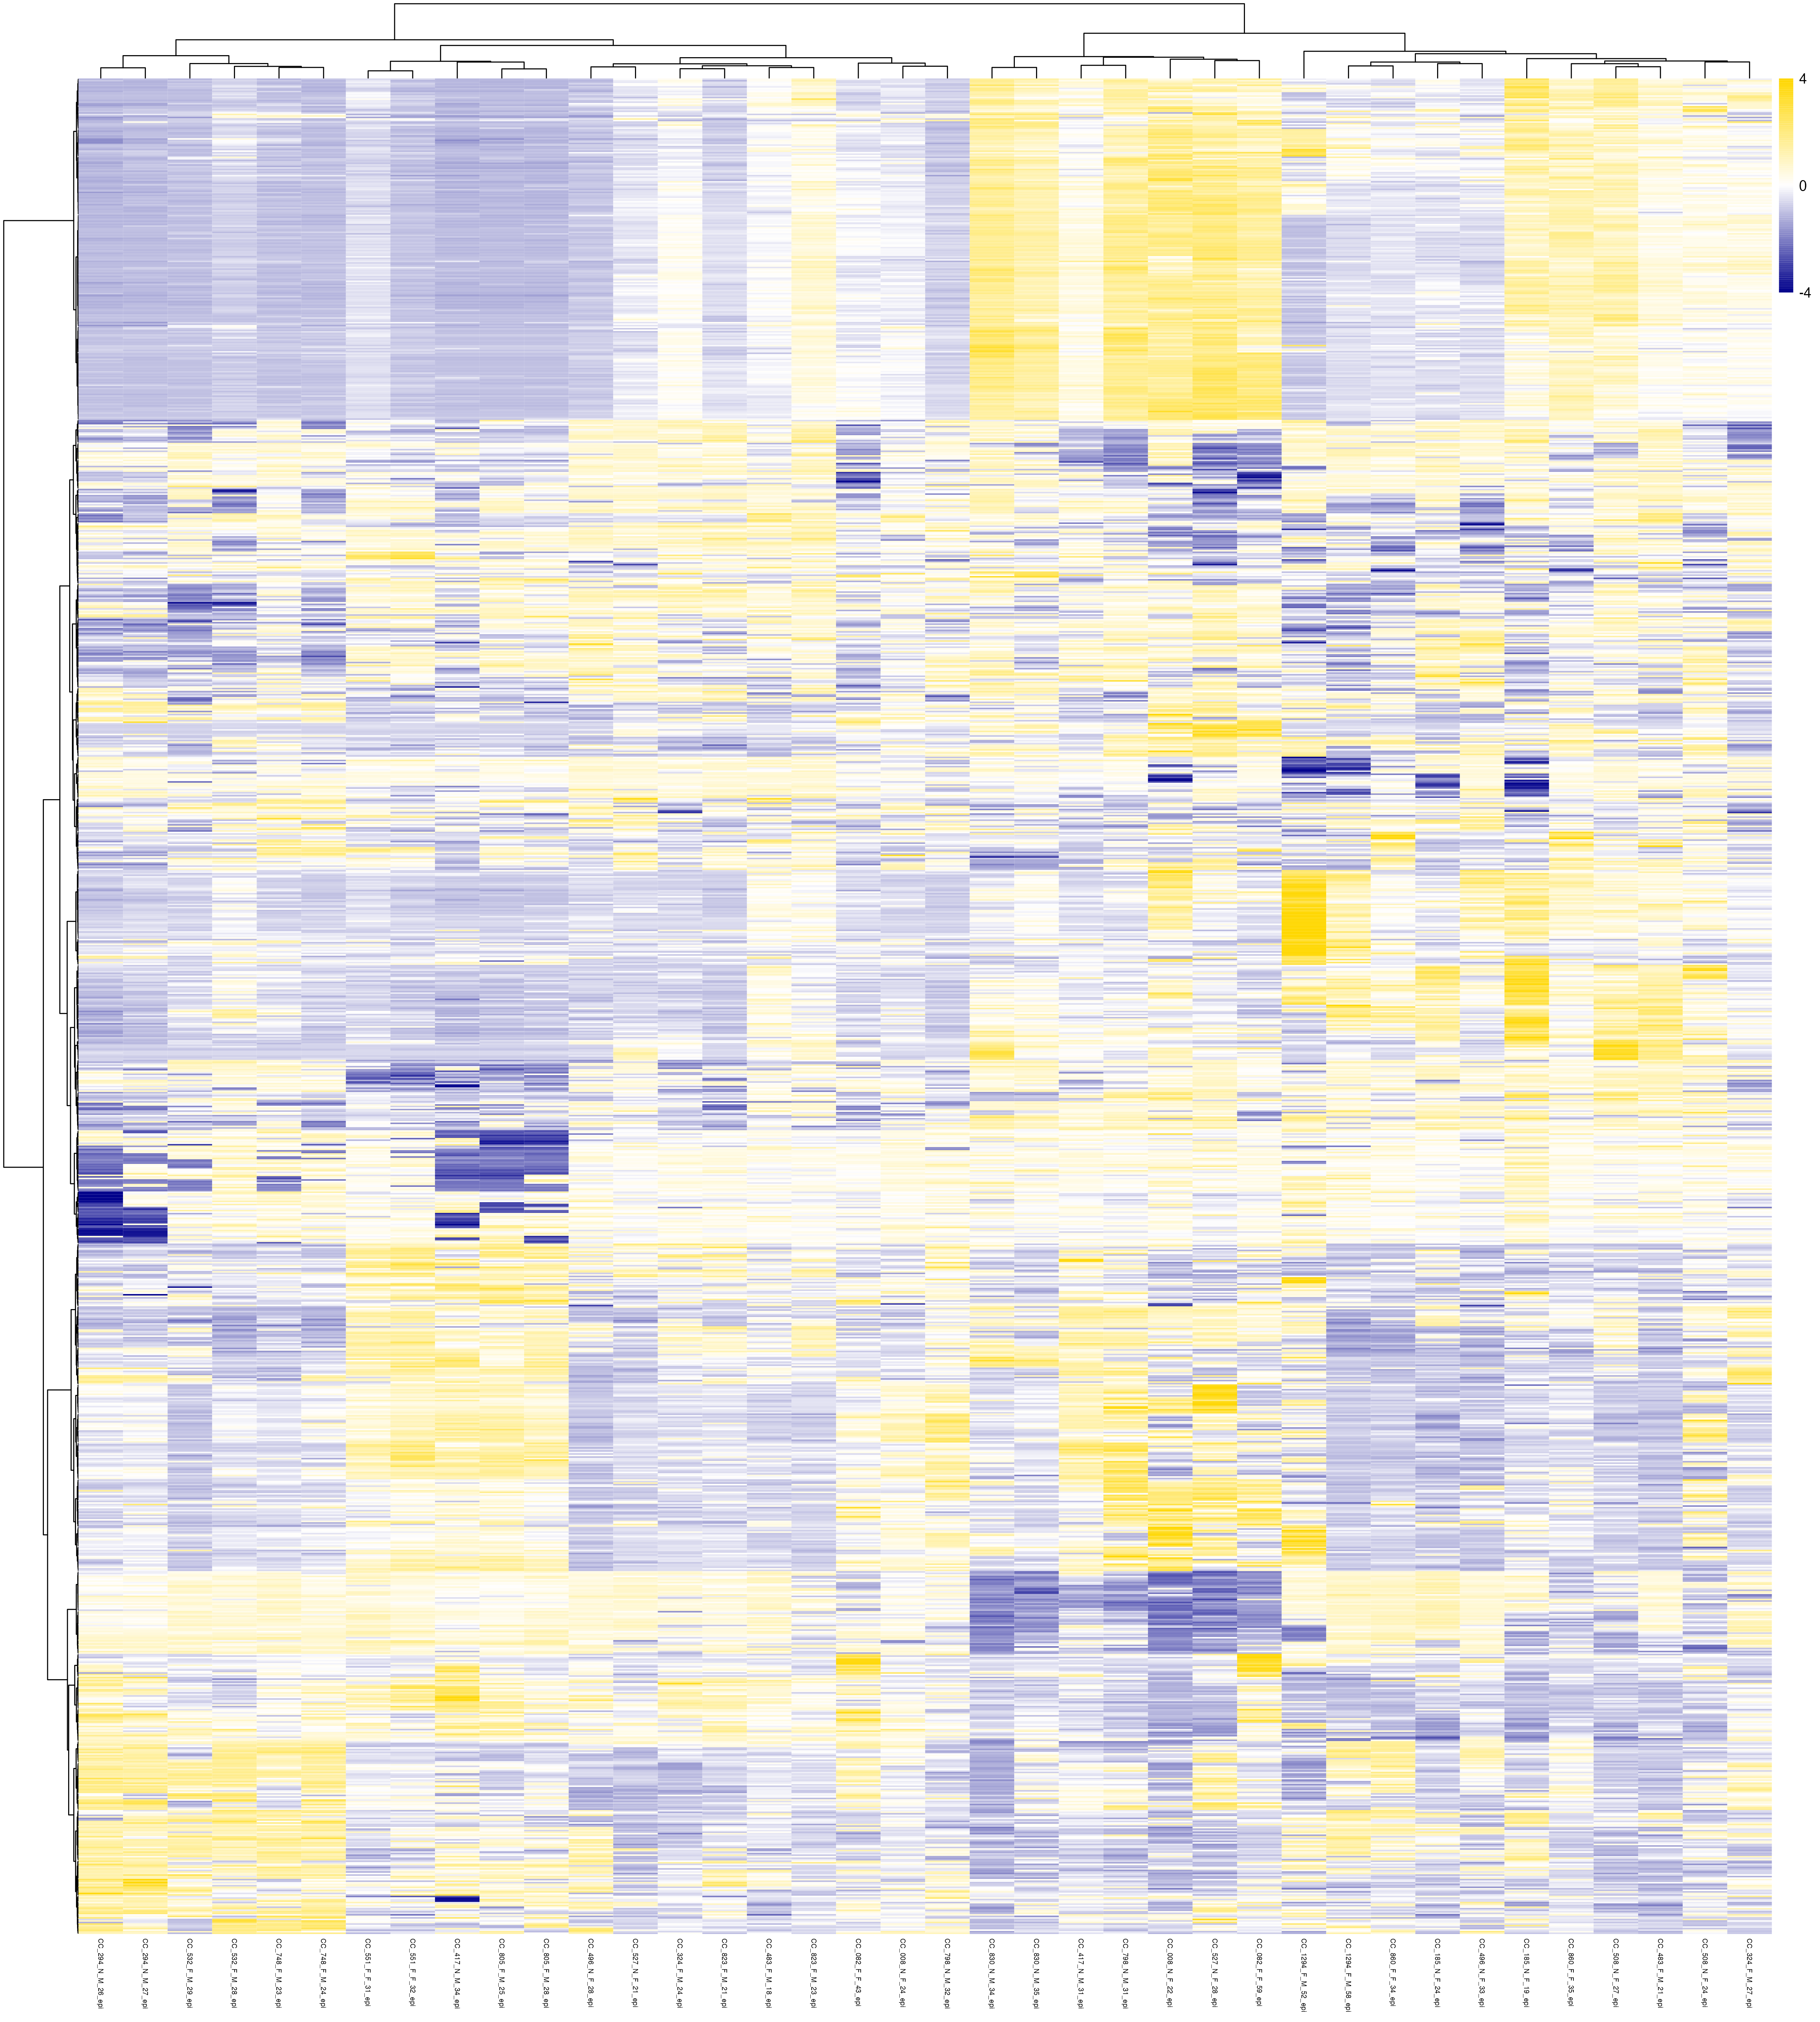 4
0
-4
CC_294_N_M_26_epi
CC_294_N_M_27_epi
CC_532_F_M_29_epi
CC_532_F_M_28_epi
CC_748_F_M_23_epi
CC_748_F_M_24_epi
CC_551_F_F_31_epi
CC_551_F_F_32_epi
CC_417_N_M_34_epi
CC_805_F_M_25_epi
CC_805_F_M_28_epi
CC_496_N_F_28_epi
CC_527_N_F_21_epi
CC_324_F_M_24_epi
CC_823_F_M_21_epi
CC_483_F_M_18_epi
CC_823_F_M_23_epi
CC_082_F_F_43_epi
CC_008_N_F_24_epi
CC_798_N_M_32_epi
CC_830_N_M_34_epi
CC_830_N_M_35_epi
CC_417_N_M_31_epi
CC_798_N_M_31_epi
CC_008_N_F_22_epi
CC_527_N_F_28_epi
CC_082_F_F_59_epi
CC_1294_F_M_52_epi
CC_1294_F_M_58_epi
CC_860_F_F_34_epi
CC_185_N_F_24_epi
CC_496_N_F_33_epi
CC_185_N_F_19_epi
CC_860_F_F_35_epi
CC_508_N_F_27_epi
CC_483_F_M_21_epi
CC_508_N_F_24_epi
CC_324_F_M_27_epi